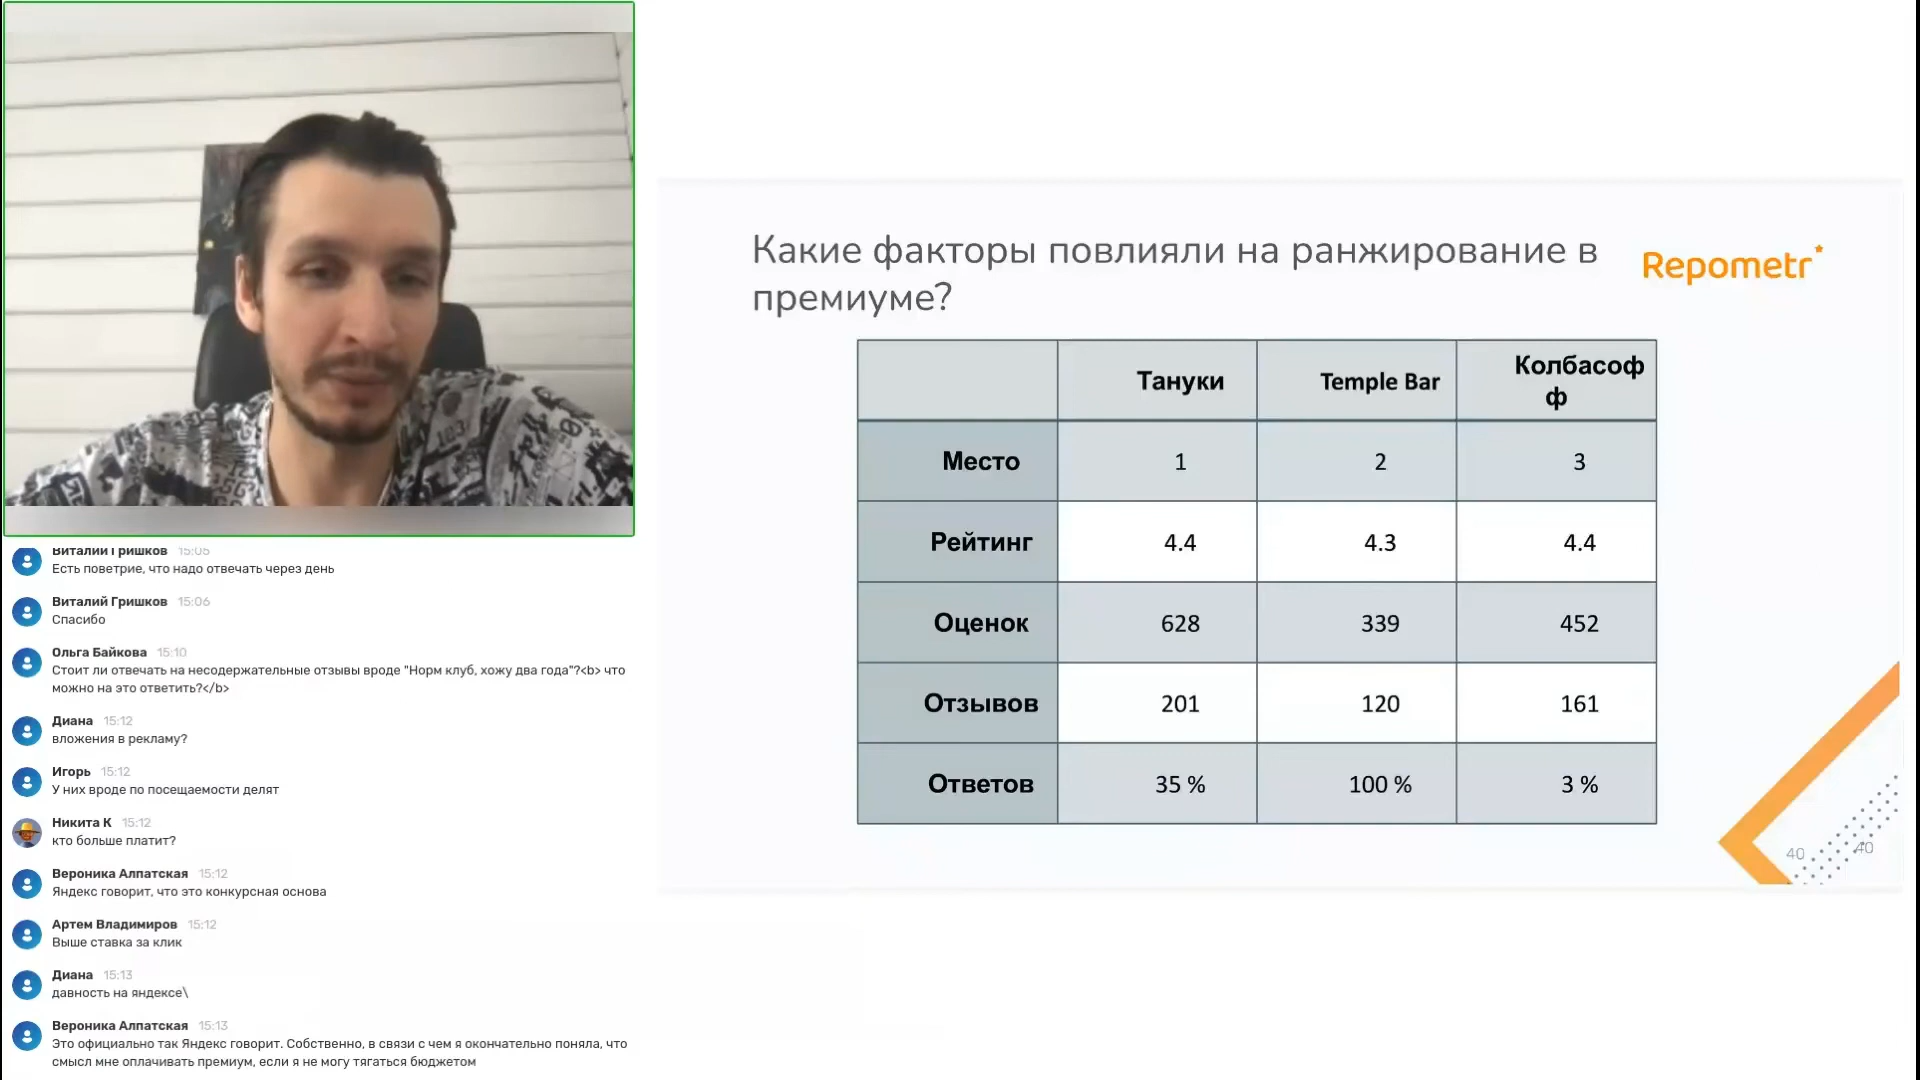 Виталий Гришков 15:05
Есть поветрие, что надо отвечать через день
Виталий Гришков 15:06
Спасибо
Ольга Байкова 15:10
Стоит ли отвечать на несодержательные отзывы вроде "Норм клуб, хожу два года"?<b> что
можно на это ответить?</b>
Диана 15:12
вложения в рекламу?
Игорь 15:12
У них вроде по посещаемости делят
Никита К 15:12
кто больше платит?
Вероника Алпатская 15:12
Яндекс говорит, что это конкурсная основа
Артем Владимиров 15:12
Выше ставка за клик
Диана 15:13
давность на яндексе\
Вероника Алпатская 15:13
Это официально так Яндекс говорит. Собственно, в связи с чем я окончательно поняла, что
смысл мне оплачивать премиум, если я не могу тягаться бюджетом
Какие факторы повлияли на ранжирование в
премиуме?
Repometr
Тануки Temple Bar Колбасоф
ф
Место 1 2 3
Рейтинг 4.4 4.3 4.4
Оценок 628 339 452
Отзывов 201 120 161
Ответов 35 % 100 % 3 %
40 40